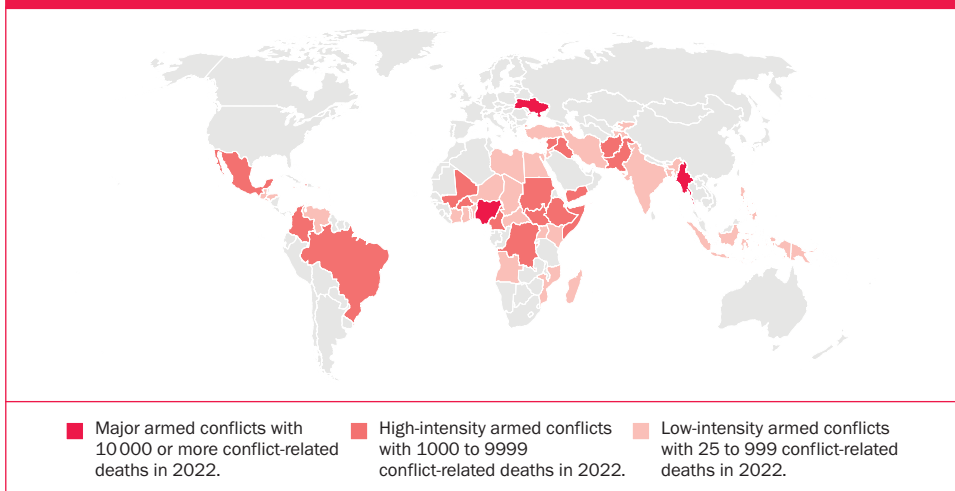 Major armed conflicts with
10 000 or more conflict-related
deaths in 2022.
High-intensity armed conflicts
with 1000 to 9999
conflict-related deaths in 2022.
Low-intensity armed conflicts
with 25 to 999 conflict-related
deaths in 2022.